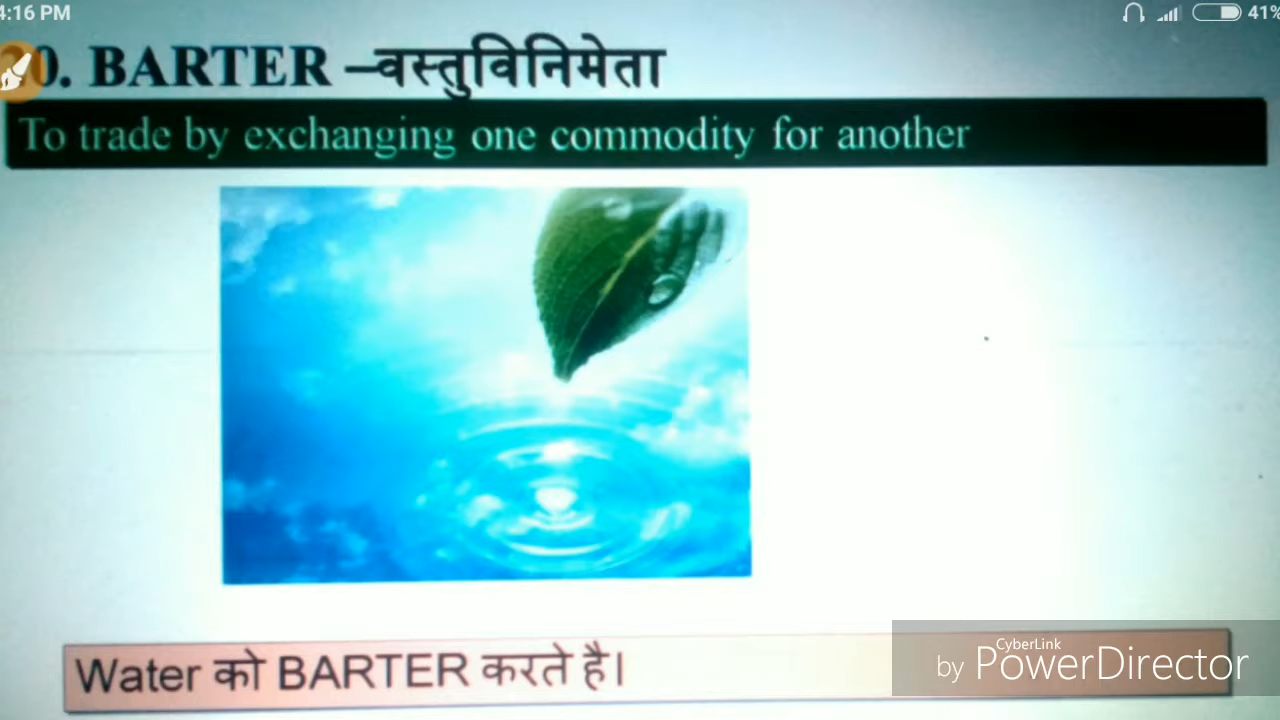 4:16 PM
41%
0. BARTER –वस्तुविनिमेता
To trade by exchanging one commodity for another
Water को BARTER करते है।
CyberLink
by PowerDirector